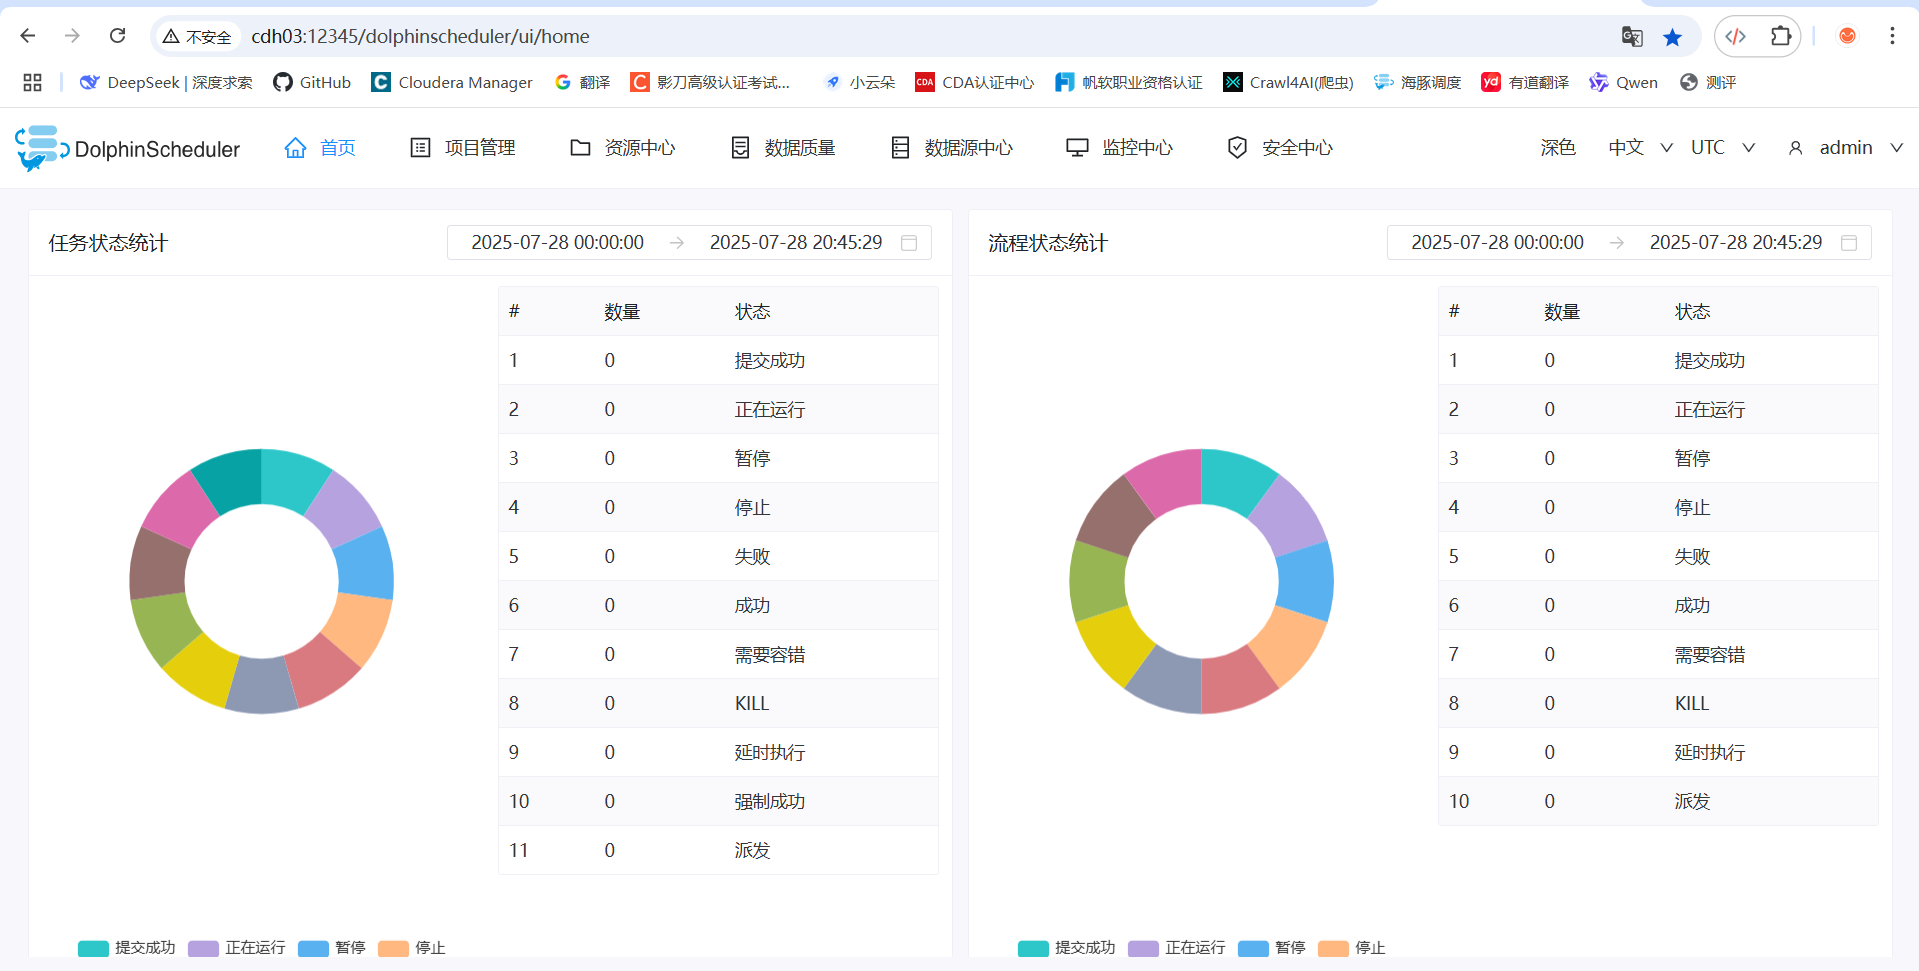 不安全 cdh03:12345/dolphinscheduler/ui/home
DeepSeek | 深度求索 GitHub Cloudera Manager 翻译 影刀高级认证考试... 小云朵 CDA CDA认证中心 帆软职业资格认证 Crawl4AI(爬虫) 海豚调度 yd 有道翻译 Qwen 测评
DolphinScheduler 首页 项目管理 资源中心 数据质量 数据源中心 监控中心 安全中心 深色 中文 UTC admin
任务状态统计 2025-07-28 00:00:00 → 2025-07-28 20:45:29
# 数量 状态
1 0 提交成功
2 0 正在运行
3 0 暂停
4 0 停止
5 0 失败
6 0 成功
7 0 需要容错
8 0 KILL
9 0 延时执行
10 0 强制成功
11 0 派发
提交成功 正在运行 暂停 停止
流程状态统计 2025-07-28 00:00:00 → 2025-07-28 20:45:29
# 数量 状态
1 0 提交成功
2 0 正在运行
3 0 暂停
4 0 停止
5 0 失败
6 0 成功
7 0 需要容错
8 0 KILL
9 0 延时执行
10 0 派发
提交成功 正在运行 暂停 停止